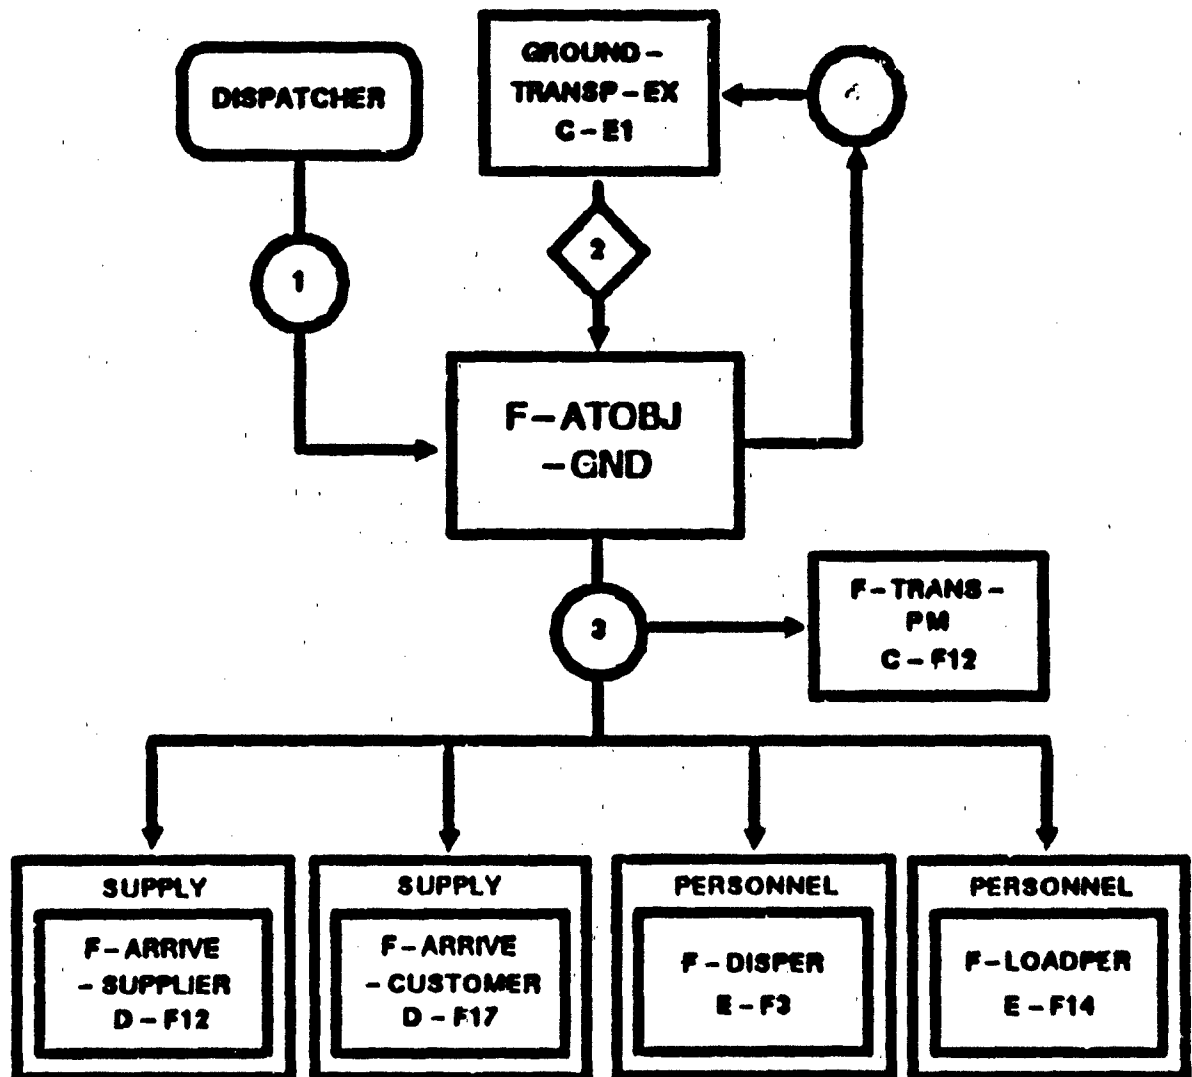 DISPATCHER
GROUND-
TRANSP-EX
C-E1
4
1
2
F-ATOBJ
-GND
3
F-TRANS-
PM
C-F12
SUPPLY
F-ARRIVE
-SUPPLIER
D-F12
SUPPLY
F-ARRIVE
-CUSTOMER
D-F17
PERSONNEL
F-DISPER
E-F3
PERSONNEL
F-LOADPER
E-F14